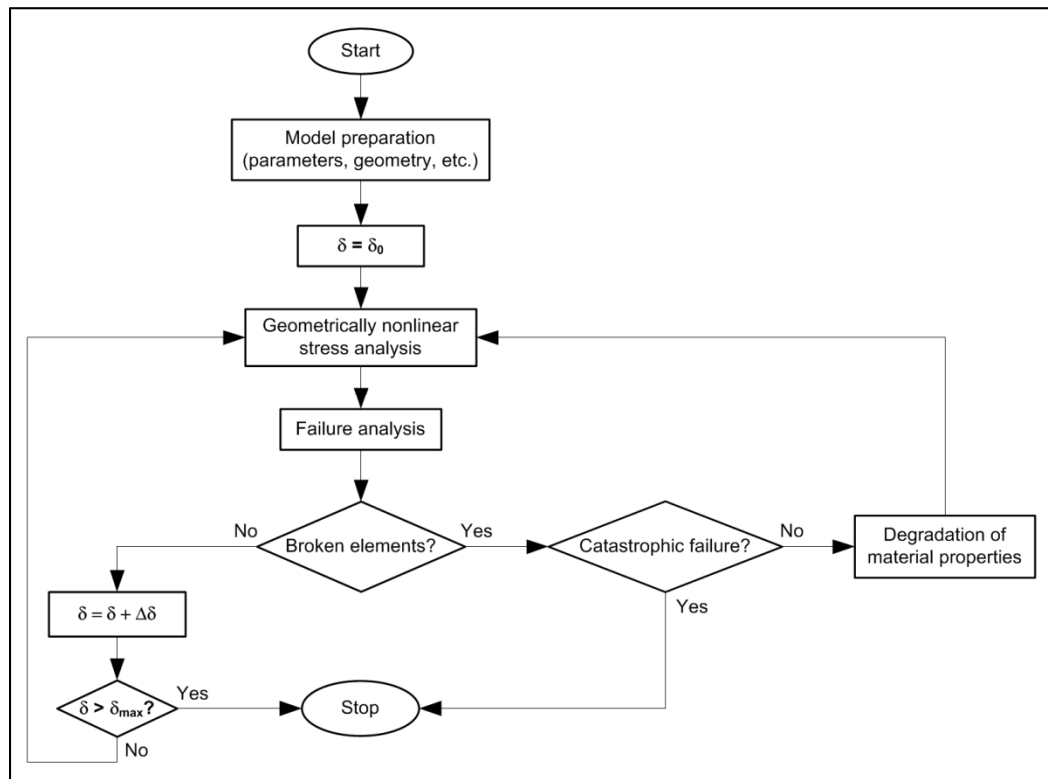 Start
Model preparation
(parameters, geometry, etc.)
δ = δ₀
Geometrically nonlinear
stress analysis
Failure analysis
No
Broken elements?
Yes
Catastrophic failure?
No
Degradation of
material properties
δ = δ + Δδ
Yes
δ > δmax?
Yes
Stop
No